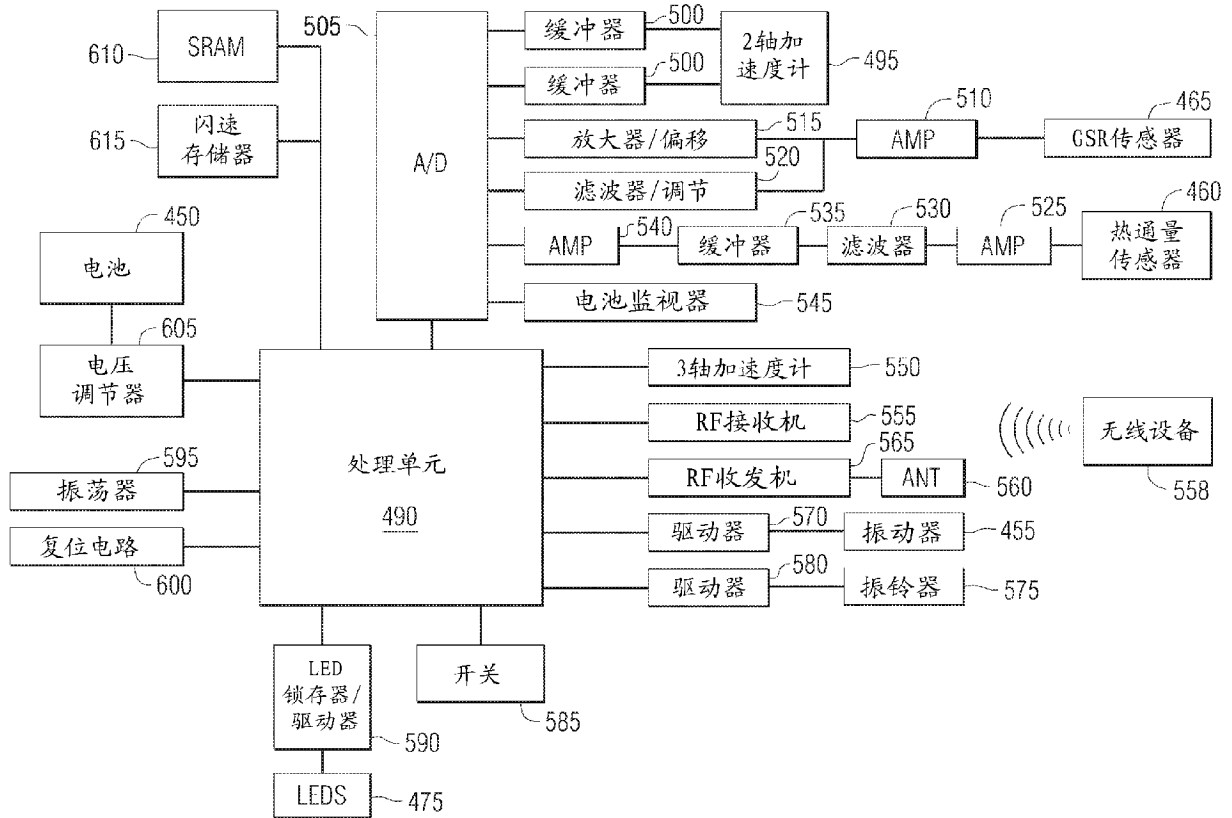 610
SRAM
505
A/D
缓冲器
500
2轴加
速度计
495
缓冲器
500
615
闪速
存储器
放大器/偏移
515
AMP
510
GSR传感器
465
滤波器/调节
520
AMP
540
缓冲器
535
滤波器
530
AMP
525
热通量
传感器
460
电池监视器
545
450
电池
605
电压
调节器
595
振荡器
复位电路
600
处理单元
490
3轴加速度计
550
RF接收机
555
RF收发机
565
ANT
560
无线设备
558
驱动器
570
振动器
455
驱动器
580
振铃器
575
LED
锁存器/
驱动器
590
开关
585
LEDS
475